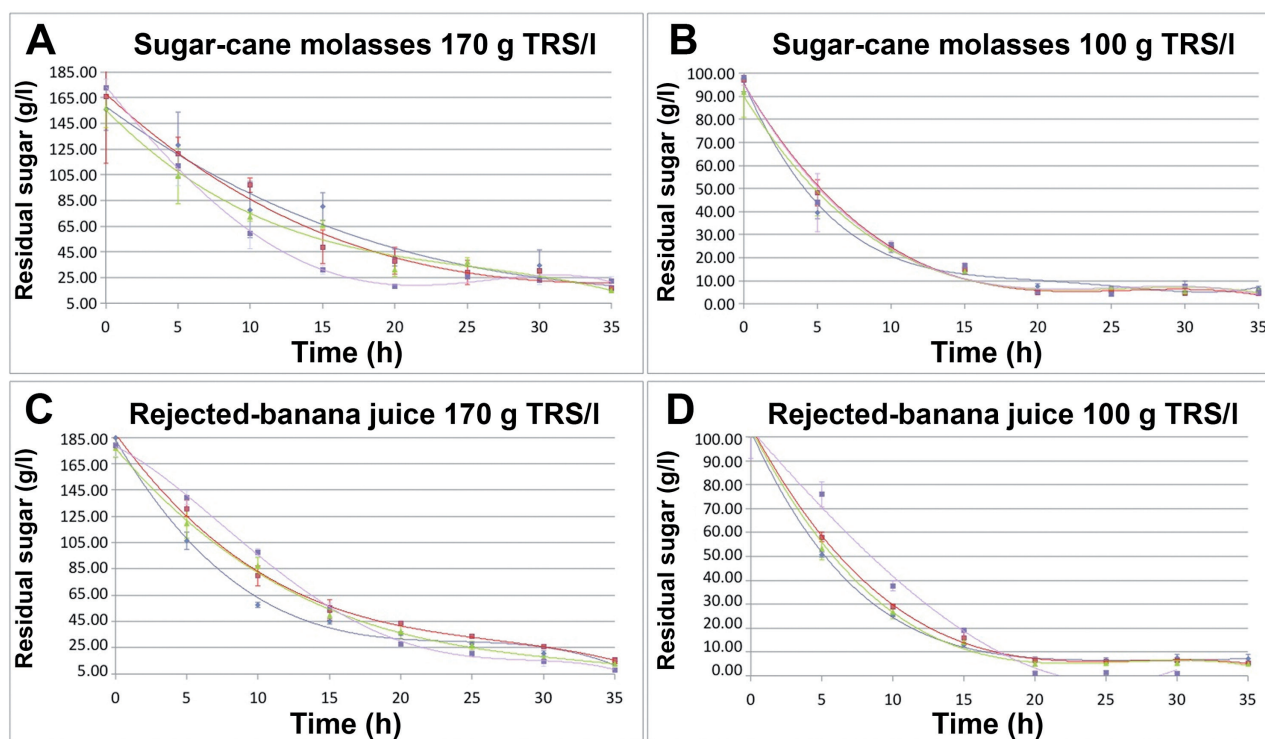 A
Sugar-cane molasses 170 g TRS/l
Residual sugar (g/l)
185.00
165.00
145.00
125.00
105.00
85.00
65.00
45.00
25.00
5.00
0 5 10 15 20 25 30 35
Time (h)
B
Sugar-cane molasses 100 g TRS/l
Residual sugar (g/l)
100.00
90.00
80.00
70.00
60.00
50.00
40.00
30.00
20.00
10.00
0.00
0 5 10 15 20 25 30 35
Time (h)
C
Rejected-banana juice 170 g TRS/l
Residual sugar (g/l)
185.00
165.00
145.00
125.00
105.00
85.00
65.00
45.00
25.00
5.00
0 5 10 15 20 25 30 35
Time (h)
D
Rejected-banana juice 100 g TRS/l
Residual sugar (g/l)
100.00
90.00
80.00
70.00
60.00
50.00
40.00
30.00
20.00
10.00
0.00
0 5 10 15 20 25 30 35
Time (h)